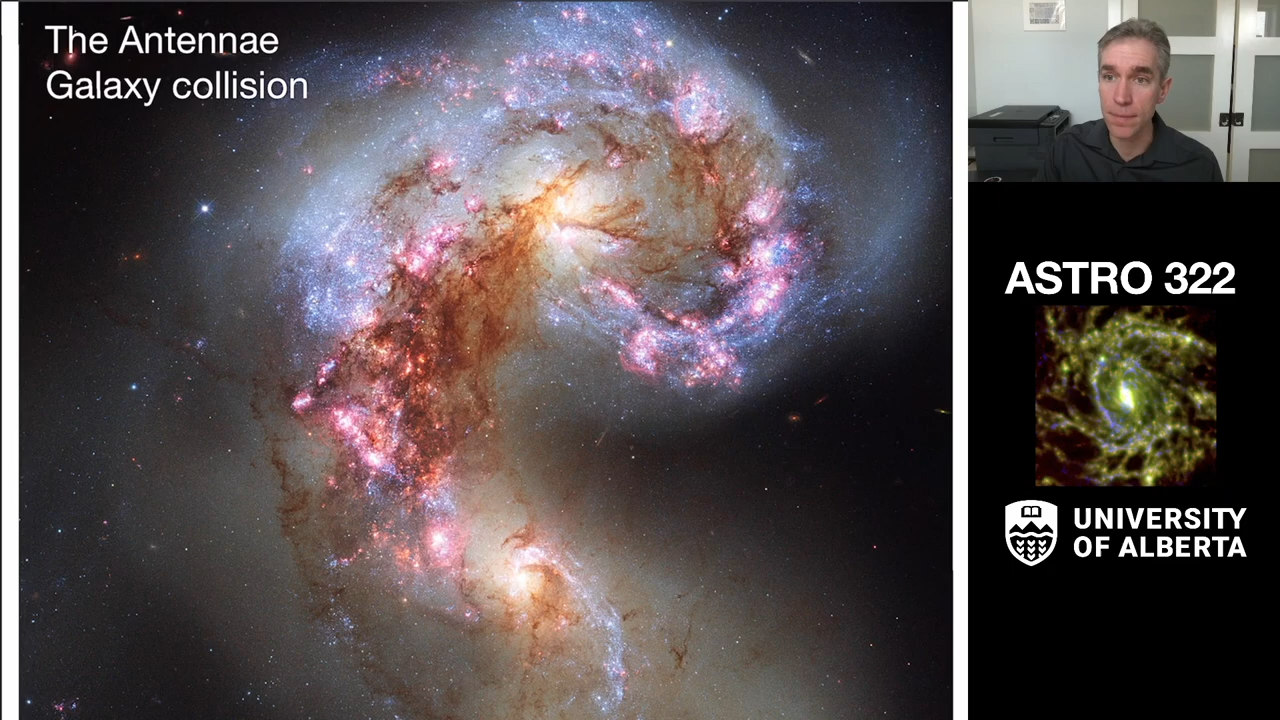 The Antennae
Galaxy collision
ASTRO 322
UNIVERSITY
OF ALBERTA